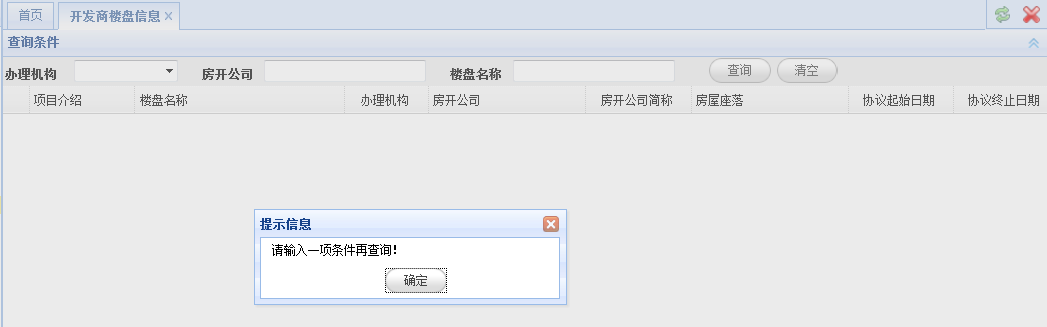 首页 开发商楼盘信息
查询条件
办理机构 房开公司 楼盘名称 查询 清空
项目介绍 楼盘名称 办理机构 房开公司 房开公司简称 房屋座落 协议起始日期 协议终止日期
提示信息
请输入一项条件再查询!
确定